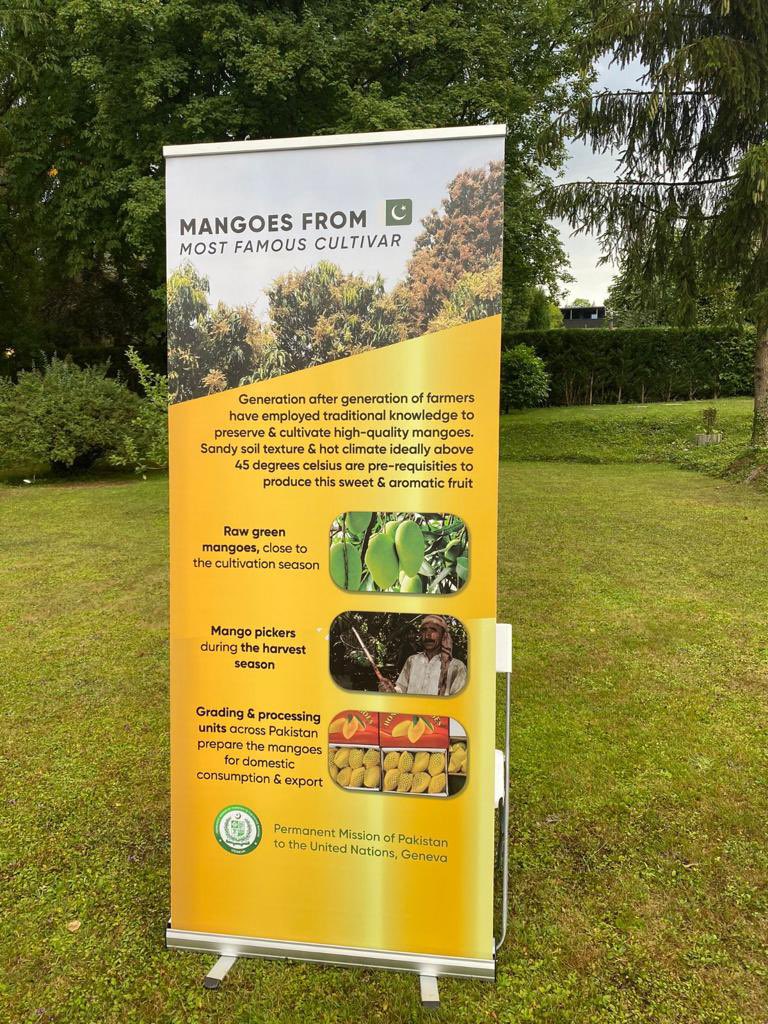 MANGOES FROM
MOST FAMOUS CULTIVAR
Generation after generation of farmers
have employed traditional knowledge to
preserve & cultivate high-quality mangoes.
Sandy soil texture & hot climate ideally above
45 degrees celsius are pre-requisities to
produce this sweet & aromatic fruit
Raw green
mangoes, close to
the cultivation season
Mango pickers
during the harvest
season
Grading & processing
units across Pakistan
prepare the mangoes
for domestic
consumption & export
Permanent Mission of Pakistan
to the United Nations, Geneva